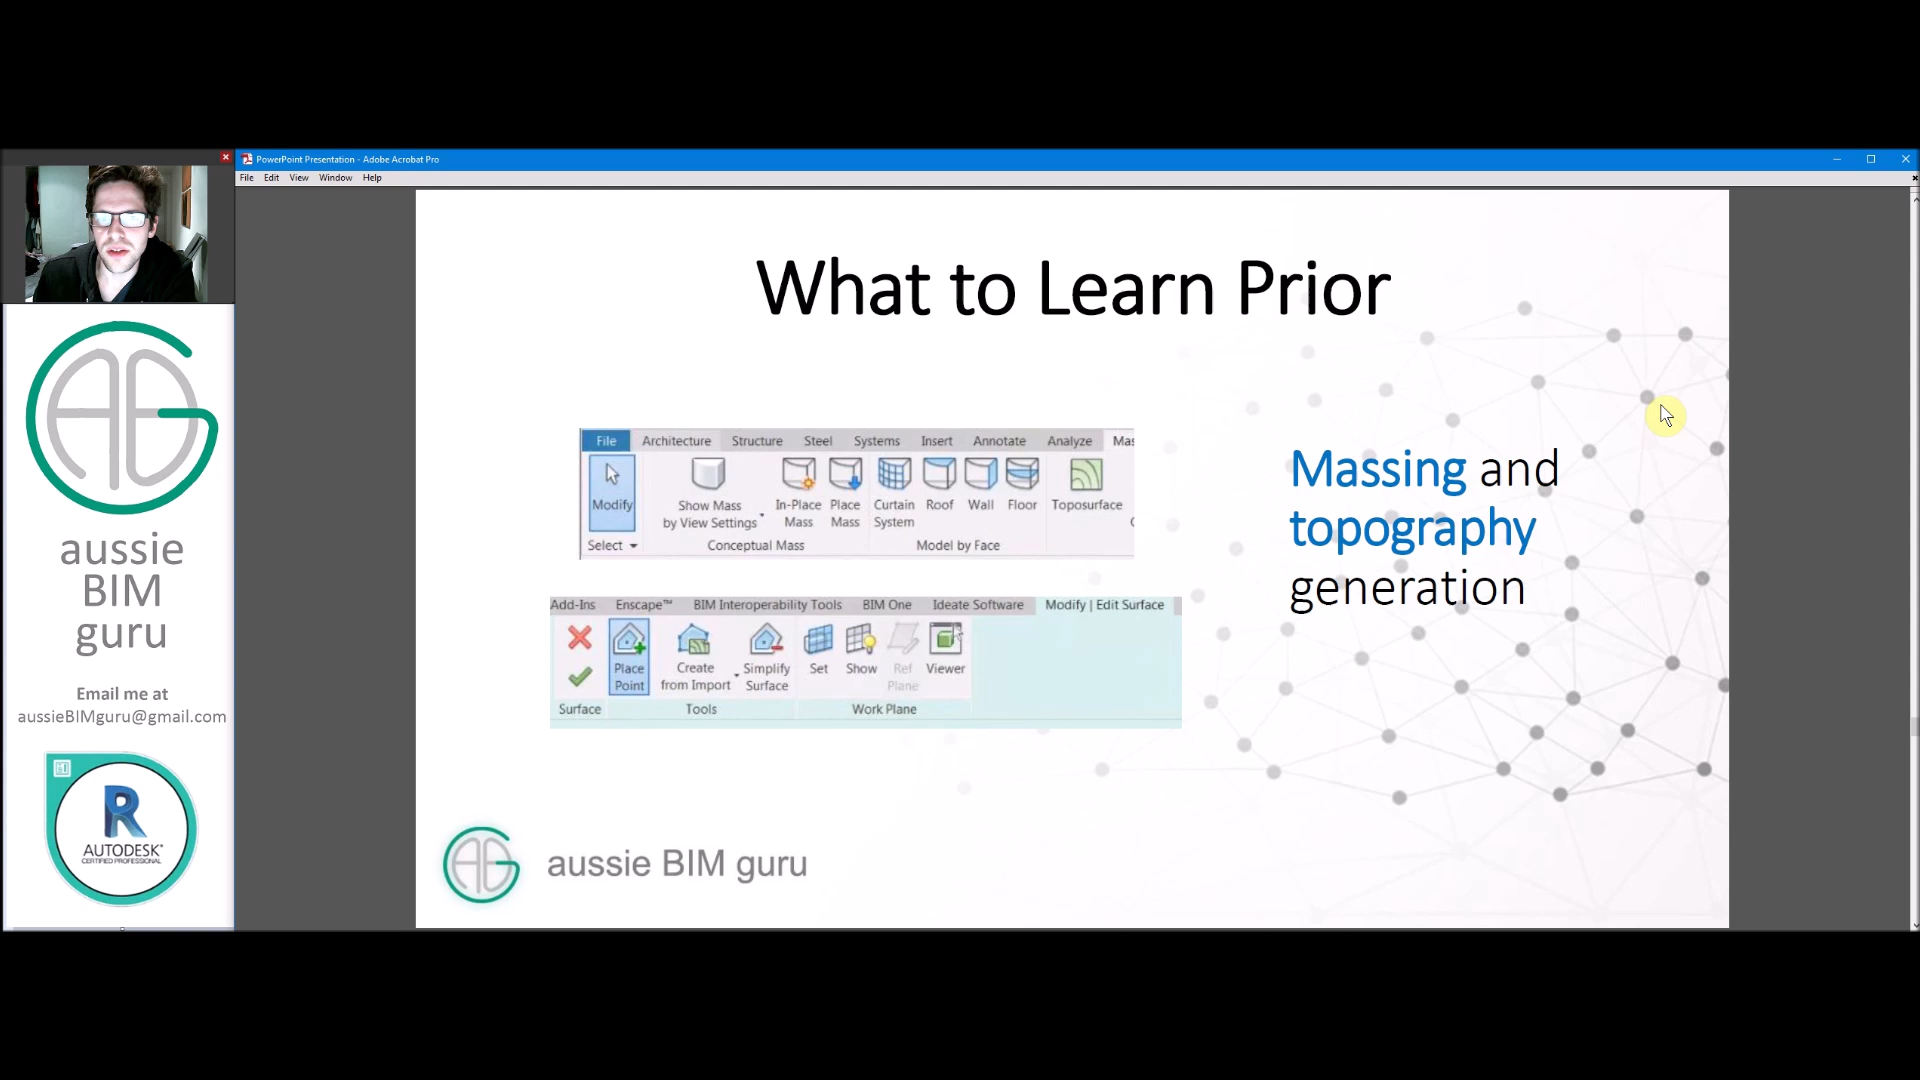 PowerPoint Presentation - Adobe Acrobat Pro
File Edit View Window Help
aussie
BIM
guru
Email me at
aussieBIMguru@gmail.com
R
AUTODESK®
CERTIFIED PROFESSIONAL
What to Learn Prior
File Architecture Structure Steel Systems Insert Annotate Analyze Mas
Modify Show Mass In-Place Place Curtain Roof Wall Floor Toposurface
by View Settings Mass Mass System
Select Conceptual Mass Model by Face
Add-Ins Enscape™ BIM Interoperability Tools BIM One Ideate Software Modify | Edit Surface
Place Create Simplify Set Show Ref Viewer
Point from Import Surface Plane
Surface Tools Work Plane
Massing and
topography
generation
aussie BIM guru